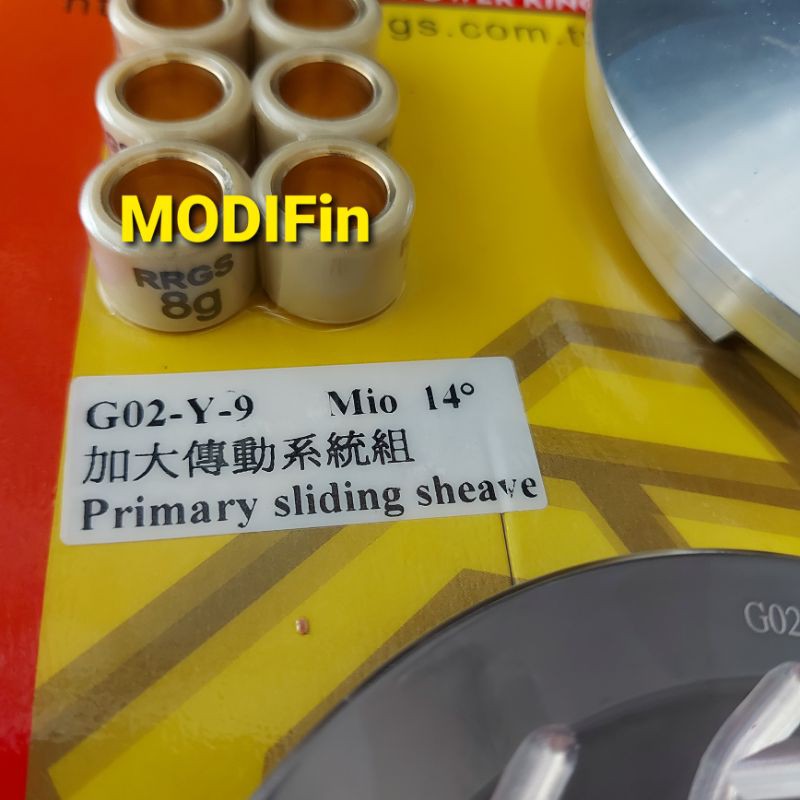 gs.com.t
MODIFin
RRGS
8g
G02-Y-9 Mio 14°
加大傳動系統組
Primary sliding sheave
G02